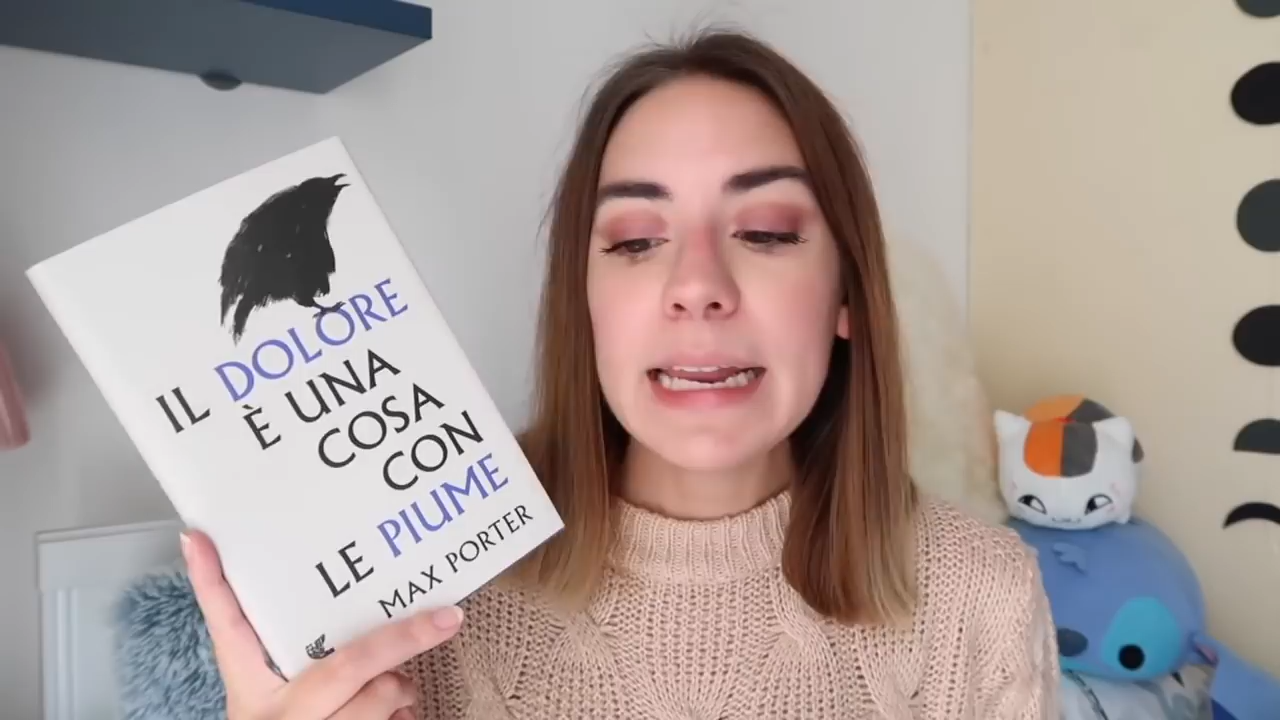 IL DOLORE
È UNA
COSA
CON
LE PIUME
MAX PORTER